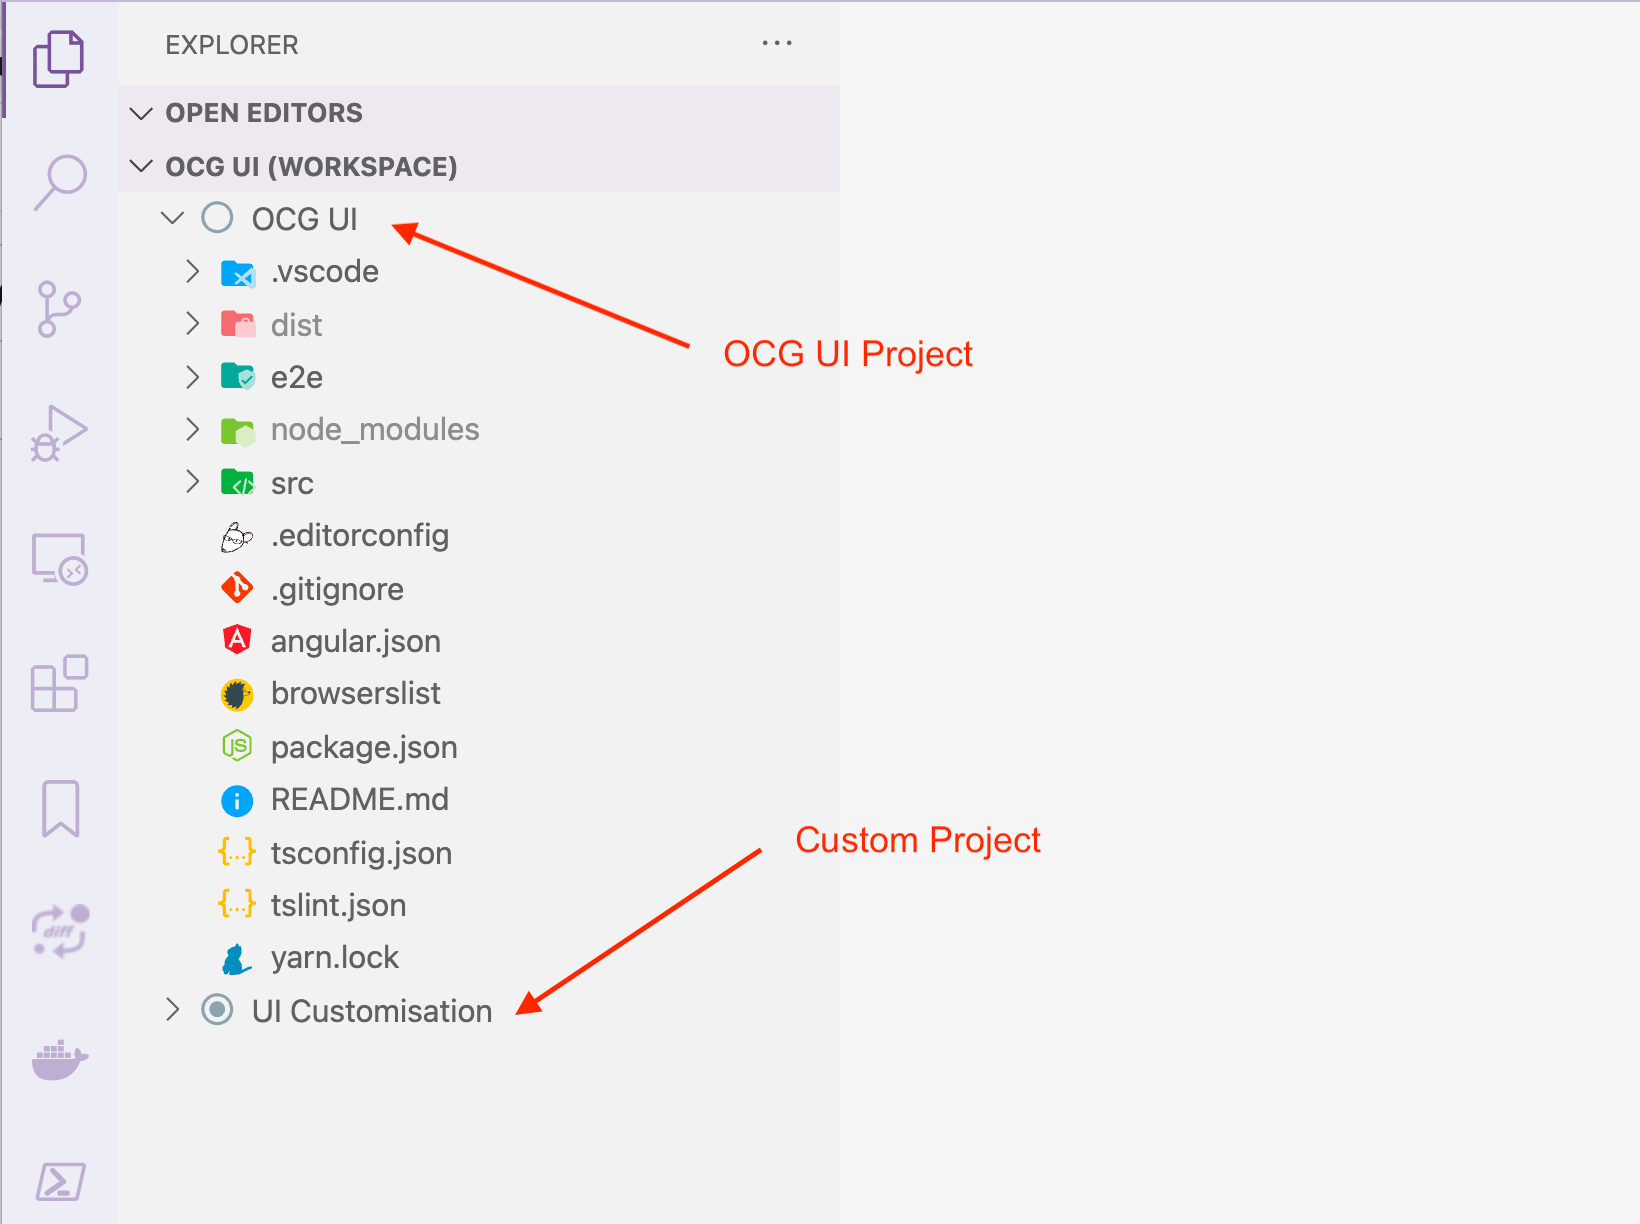 EXPLORER
OPEN EDITORS
OCG UI (WORKSPACE)
OCG UI
.vscode
dist
OCG UI Project
e2e
node_modules
src
.editorconfig
.gitignore
angular.json
browserslist
package.json
README.md
Custom Project
tsconfig.json
tslint.json
diff
yarn.lock
UI Customisation